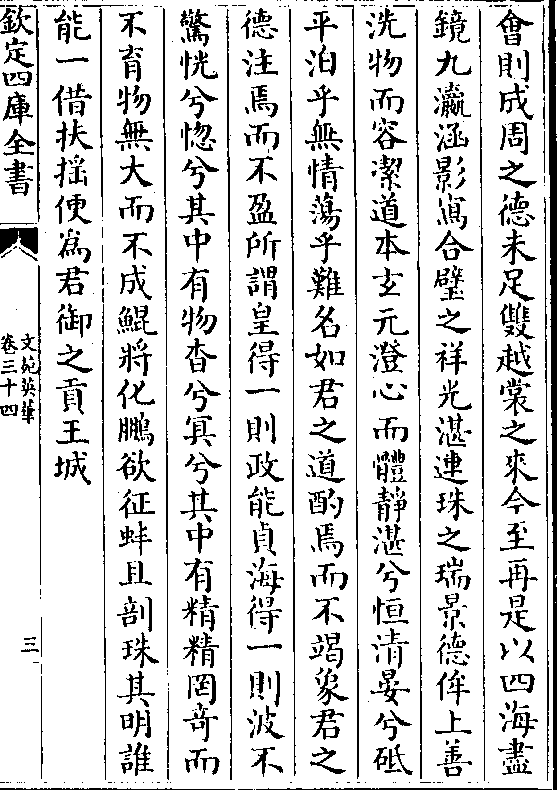 會則成周之德未足雙越裳之來今至再是以四海盡
鏡九瀛涵影寫合璧之祥光湛連珠之瑞景德侔上善
洗物而容潔道本玄元澄心而體靜湛兮恒清晏兮砥
平泊乎無情蕩乎難名如君之道酌焉而不竭象君之
德注焉而不盈所謂皇得一則政能貞海得一則波不
驚恍兮惚兮其中有物杳兮冥兮其中有精精罔竒而
不育物無大而不成鯤將化鵬欲征蚌且剖珠其明誰
能一借扶揺便為君御之貢王城
欽定四庫全書
文苑英華
卷三十四
三